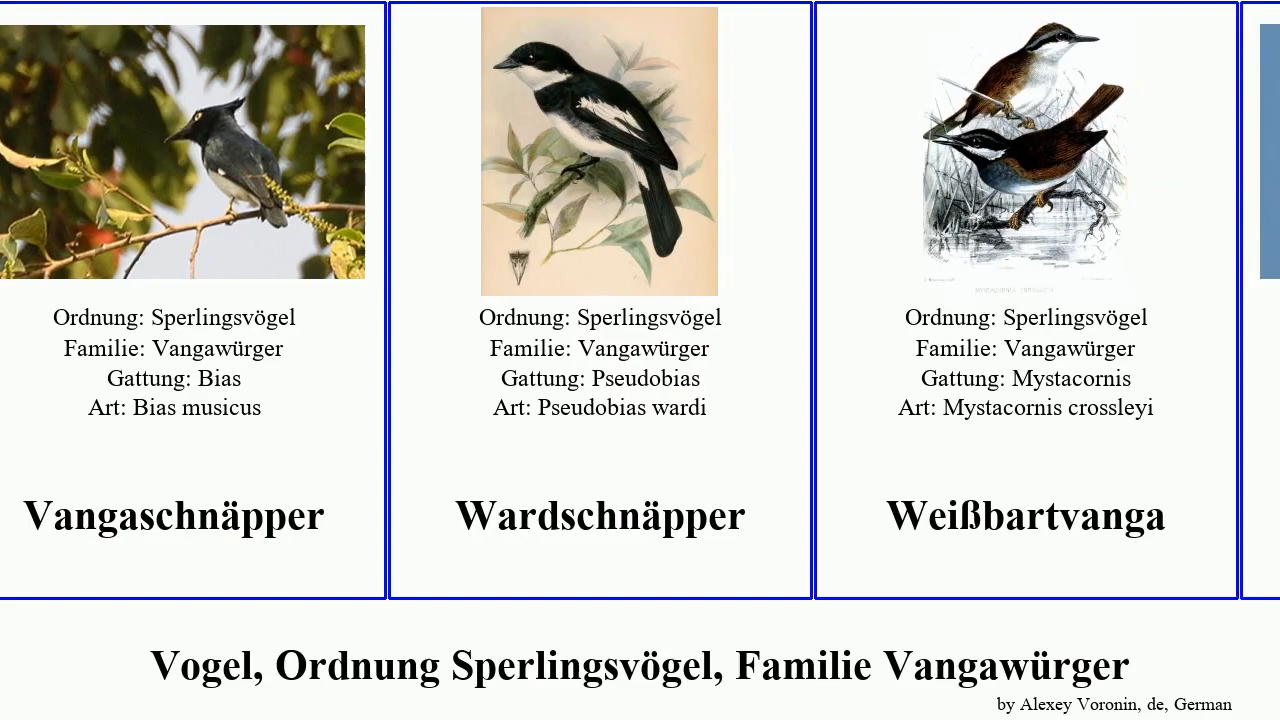 Ordnung: Sperlingsvögel
Familie: Vangawürger
Gattung: Bias
Art: Bias musicus
Vangaschnäpper
Ordnung: Sperlingsvögel
Familie: Vangawürger
Gattung: Pseudobias
Art: Pseudobias wardi
Wardschnäpper
Ordnung: Sperlingsvögel
Familie: Vangawürger
Gattung: Mystacornis
Art: Mystacornis crossleyi
Weißbartvanga
Vogel, Ordnung Sperlingsvögel, Familie Vangawürger
by Alexey Voronin, de, German